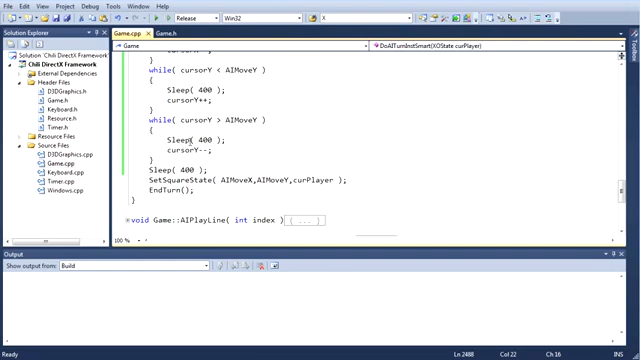 File Edit View Project Build Debug Team Data Tools Test Window Help
Release Win32 X
Solution Explorer
Solution 'Chili DirectX Framework'
Chili DirectX Framework
External Dependencies
Header Files
D3DGraphics.h
Game.h
Keyboard.h
Resource.h
Timer.h
Resource Files
Source Files
D3DGraphics.cpp
Game.cpp
Keyboard.cpp
Timer.cpp
Windows.cpp
Game.cpp × Game.h
Game DoAITurnInstSmart(XOState curPlayer)
}
while( cursorY < AIMoveY )
{
Sleep( 400 );
cursorY++;
}
while( cursorY > AIMoveY )
{
Sleep( 400 );
cursorY--;
}
Sleep( 400 );
SetSquareState( AIMoveX,AIMoveY,curPlayer );
EndTurn();
}
void Game::AIPlayLine( int index ){ ... }
100 %
Output
Show output from: Build
Ready Ln 2488 Col 22 Ch 16 INS